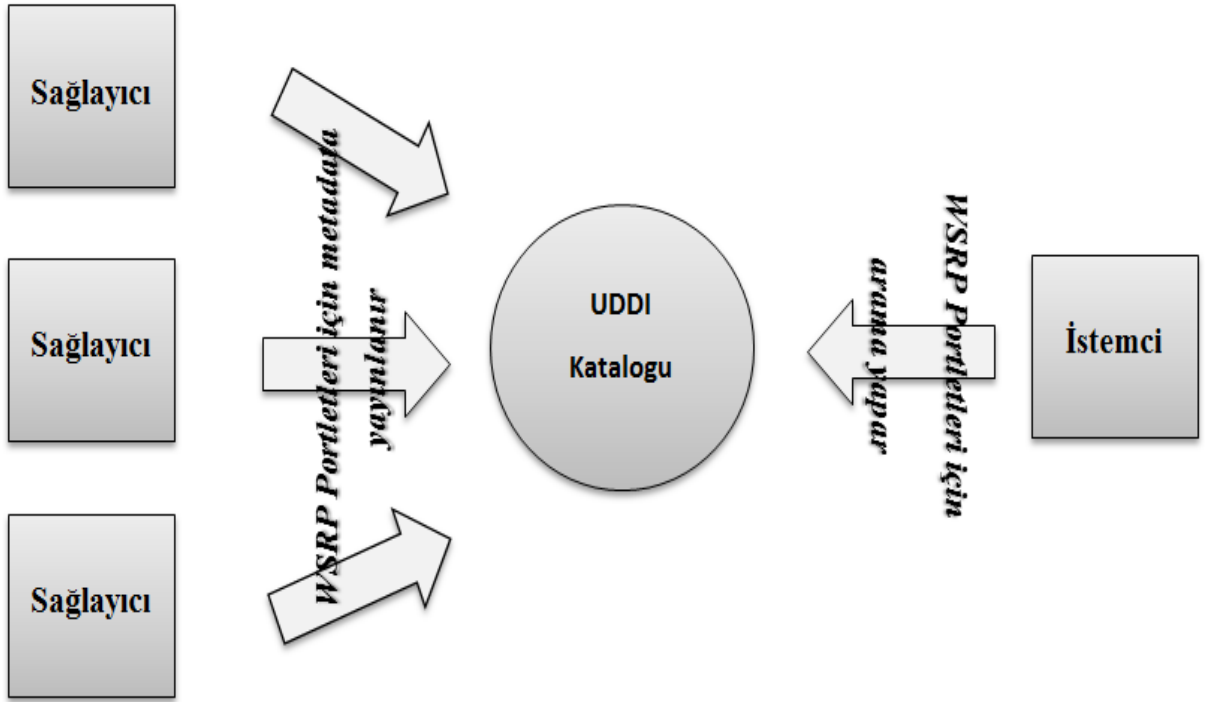 Sağlayıcı
Sağlayıcı
Sağlayıcı
WSRP Portletleri için metadata
yayınlanır
UDDI
Katalogu
WSRP Portletleri için
arama yapar
İstemci